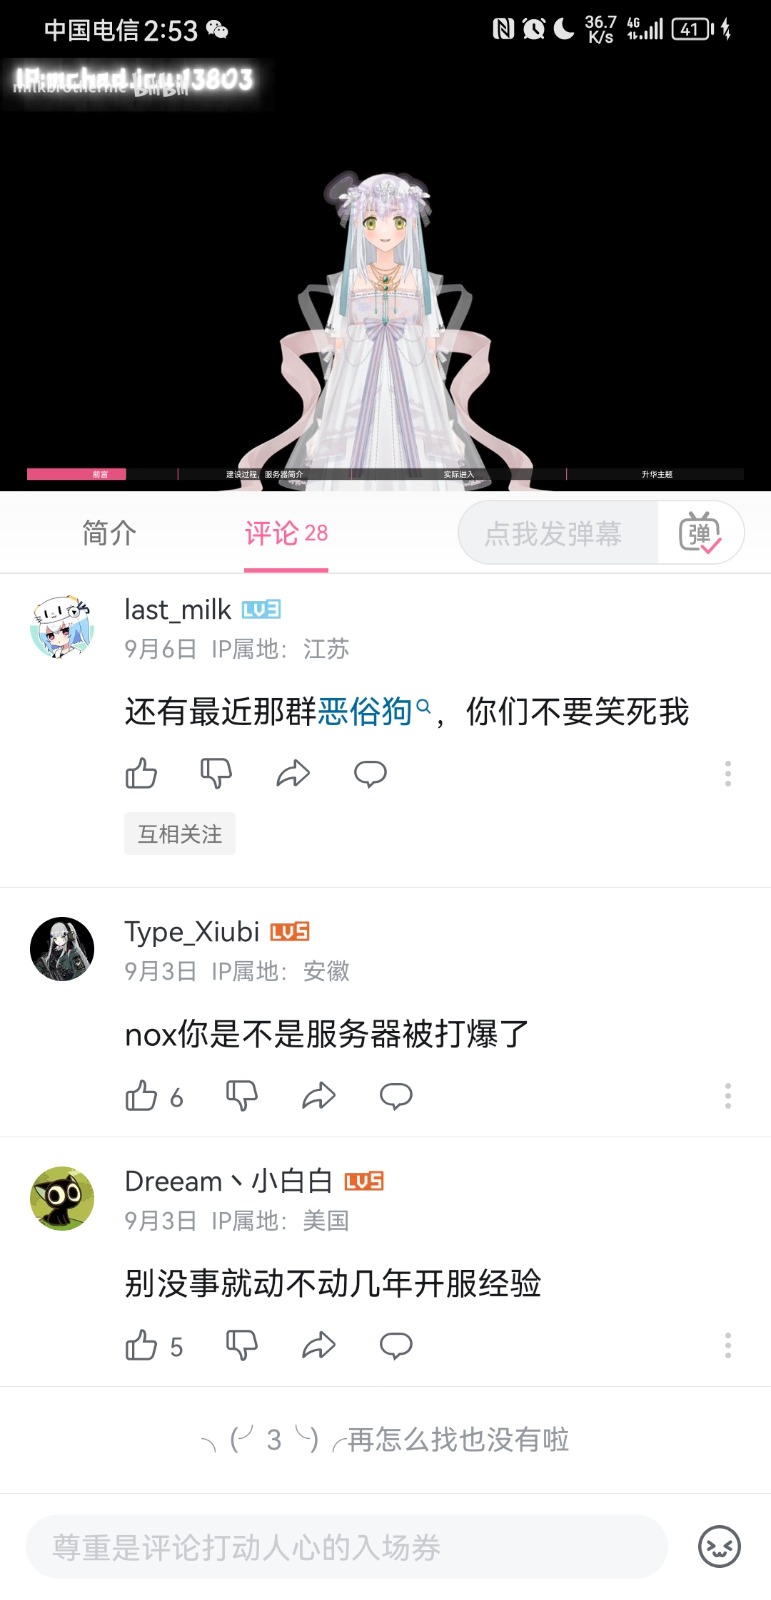 中国电信 2:53
36.7 K/s 4G 41
IP:mchad.icu:13803
bilibili
前言 建设过程，服务器简介 实际进入 升华主题
简介 评论 28 点我发弹幕 弹
last_milk LV3
9月6日 IP属地：江苏
还有最近那群恶俗狗，你们不要笑死我
互相关注
Type_Xiubi LV5
9月3日 IP属地：安徽
nox你是不是服务器被打爆了
6
Dreeam丶小白白 LV5
9月3日 IP属地：美国
别没事就动不动几年开服经验
5
╮(╯3╰)╭再怎么找也没有啦
尊重是评论打动人心的入场券